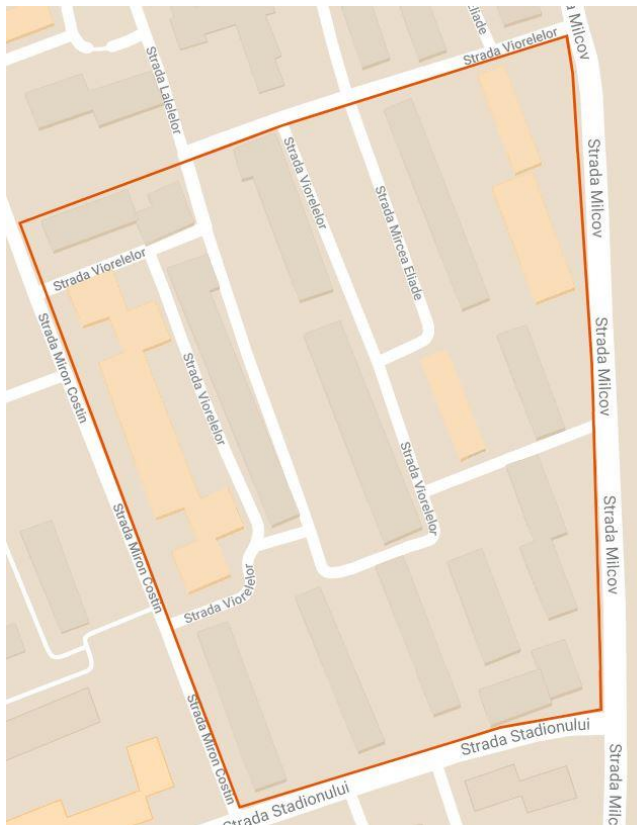 Eliade
Strada Milcov
Strada Viorelelor
Strada Lalelelor
Strada Viorelelor
Strada Milcov
Strada Mircea Eliade
Strada Viorelelor
Strada Miron Costin
Strada Milcov
Strada Viorelelor
Strada Viorelelor
Strada Milcov
Strada Miron Costin
Strada Viorelelor
Strada Miron Costin
Strada Stadionului
Strada Stadionului
Strada Milc